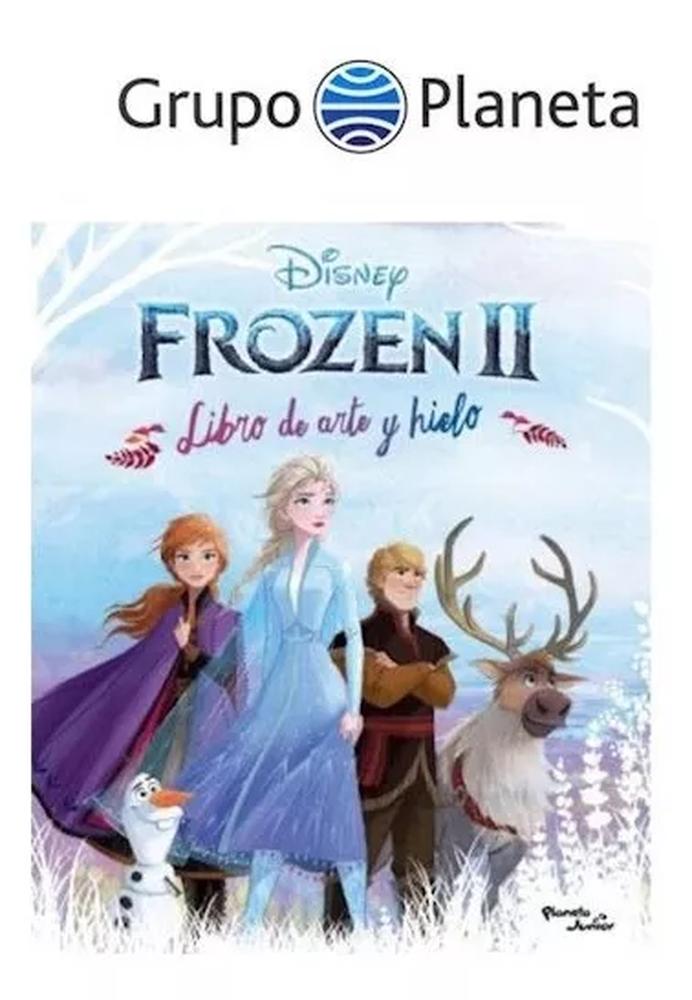 Grupo Planeta
DISNEY
FROZEN II
Libro de arte y hielo
Planeta
Junior